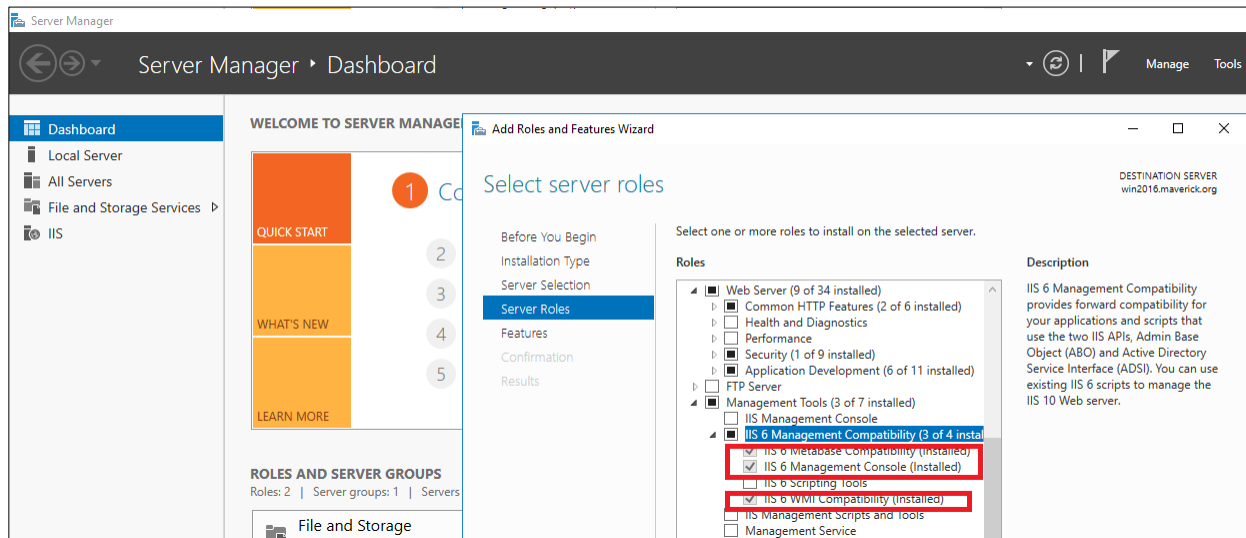 Server Manager
Server Manager ‣ Dashboard
Manage
Tools
Dashboard
Local Server
All Servers
File and Storage Services
IIS
WELCOME TO SERVER MANAGE
QUICK START
WHAT'S NEW
LEARN MORE
1 Co
2
3
4
5
ROLES AND SERVER GROUPS
Roles: 2 | Server groups: 1 | Servers
File and Storage
Add Roles and Features Wizard
Select server roles
DESTINATION SERVER
win2016.maverick.org
Before You Begin
Installation Type
Server Selection
Server Roles
Features
Confirmation
Results
Select one or more roles to install on the selected server.
Roles
Web Server (9 of 34 installed)
Common HTTP Features (2 of 6 installed)
Health and Diagnostics
Performance
Security (1 of 9 installed)
Application Development (6 of 11 installed)
FTP Server
Management Tools (3 of 7 installed)
IIS Management Console
IIS 6 Management Compatibility (3 of 4 instal
IIS 6 Metabase Compatibility (Installed)
IIS 6 Management Console (Installed)
IIS 6 Scripting Tools
IIS 6 WMI Compatibility (Installed)
IIS Management Scripts and Tools
Management Service
Description
IIS 6 Management Compatibility
provides forward compatibility for
your applications and scripts that
use the two IIS APIs, Admin Base
Object (ABO) and Active Directory
Service Interface (ADSI). You can use
existing IIS 6 scripts to manage the
IIS 10 Web server.